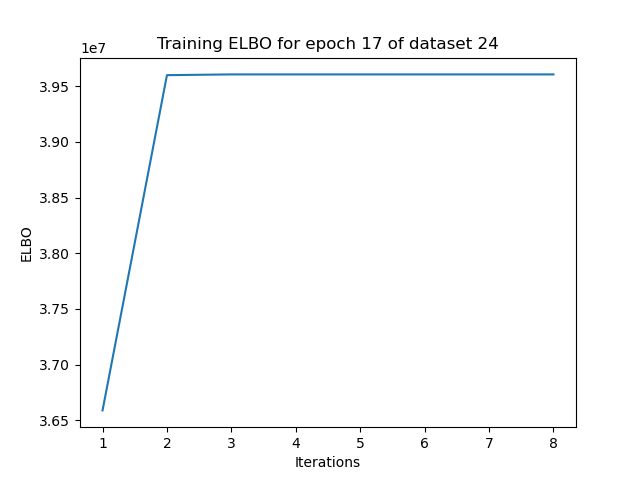 Training ELBO for epoch 17 of dataset 24
1e7
3.95
3.90
3.85
3.80
3.75
3.70
3.65
ELBO
1 2 3 4 5 6 7 8
Iterations